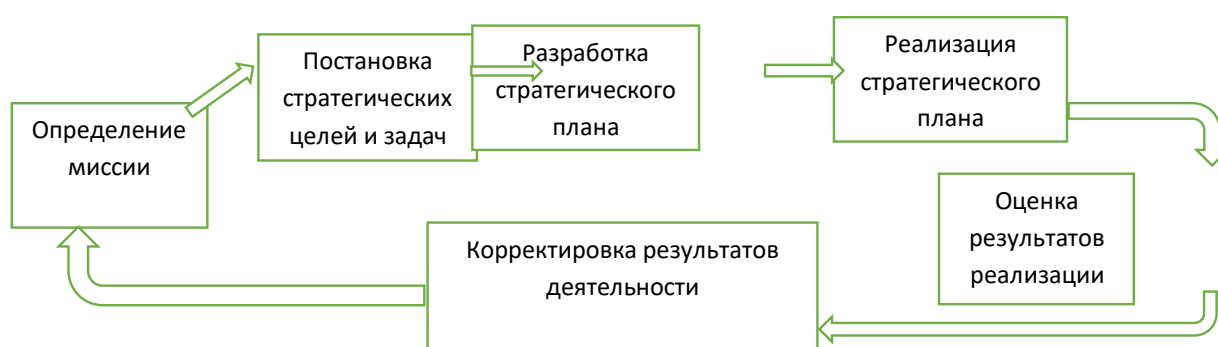 Определение
миссии
Постановка
стратегических
целей и задач
Разработка
стратегического
плана
Реализация
стратегического
плана
Оценка
результатов
реализации
Корректировка результатов
деятельности